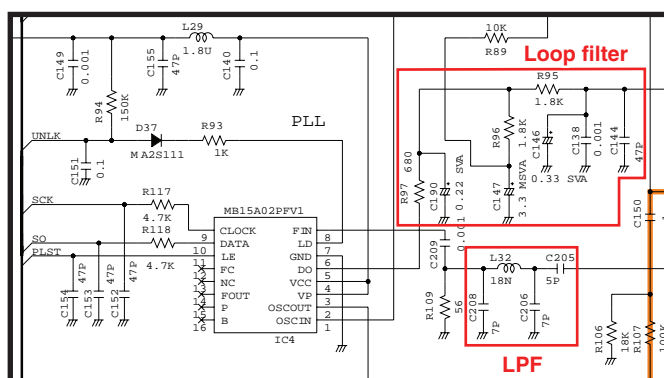 L29
1.8U
C149
0.001
C155
47P
C140
0.1
10K
R89
Loop filter
R95
1.8K
R94
150K
D37
MA2S111
R93
1K
PLL
R96
1.8K
C146
0.33 SVA
C138
0.001
C144
47P
UNLK
C151
0.1
680
R97
C190
0.22 SVA
C147
3.3 MSVA
C150
SCK
R117
4.7K
R118
4.7K
SO
PLST
MB15A02PFV1
CLOCK
DATA
LE
FC
NC
FOUT
P
B
9
10
11
12
13
14
15
16
FIN
LD
GND
DO
VCC
VP
OSCOUT
OSCIN
8
7
6
5
4
3
2
1
IC4
C209
0.001
C154
47P
C153
47P
C152
47P
R109
56
L32
18N
C205
5P
C208
7P
C206
7P
LPF
R106
18K
R107
100K